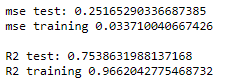 mse test: 0.25165290336687385
mse training 0.033710040667426
R2 test: 0.7538631988137168
R2 training 0.9662042775468732